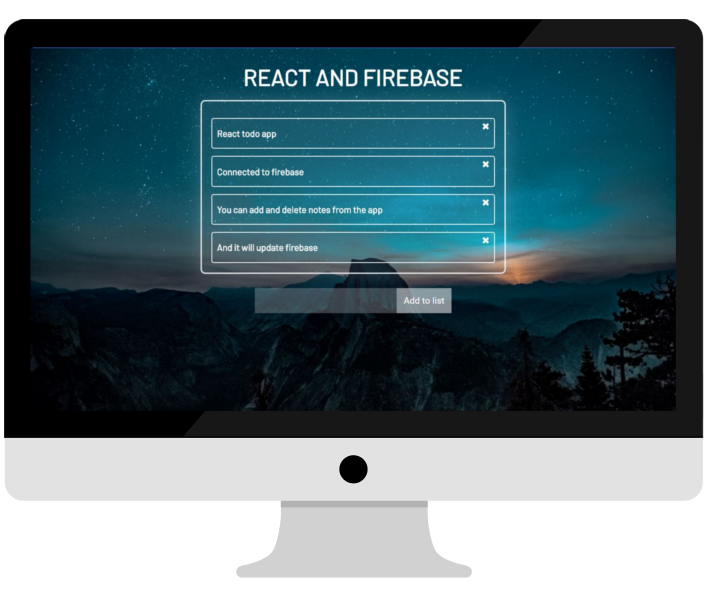 REACT AND FIREBASE
React todo app
Connected to firebase
You can add and delete notes from the app
And it will update firebase
Add to list